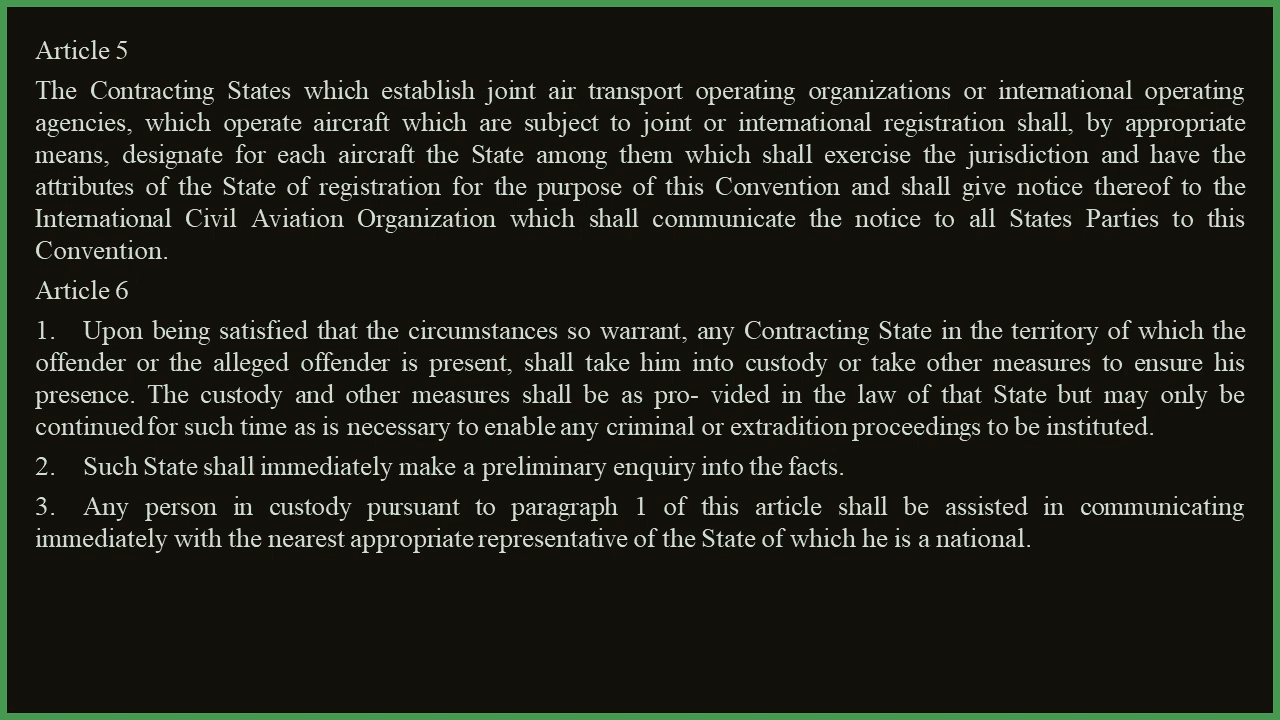 Article 5
The Contracting States which establish joint air transport operating organizations or international operating
agencies, which operate aircraft which are subject to joint or international registration shall, by appropriate
means, designate for each aircraft the State among them which shall exercise the jurisdiction and have the
attributes of the State of registration for the purpose of this Convention and shall give notice thereof to the
International Civil Aviation Organization which shall communicate the notice to all States Parties to this
Convention.
Article 6
1. Upon being satisfied that the circumstances so warrant, any Contracting State in the territory of which the
offender or the alleged offender is present, shall take him into custody or take other measures to ensure his
presence. The custody and other measures shall be as pro- vided in the law of that State but may only be
continued for such time as is necessary to enable any criminal or extradition proceedings to be instituted.
2. Such State shall immediately make a preliminary enquiry into the facts.
3. Any person in custody pursuant to paragraph 1 of this article shall be assisted in communicating
immediately with the nearest appropriate representative of the State of which he is a national.